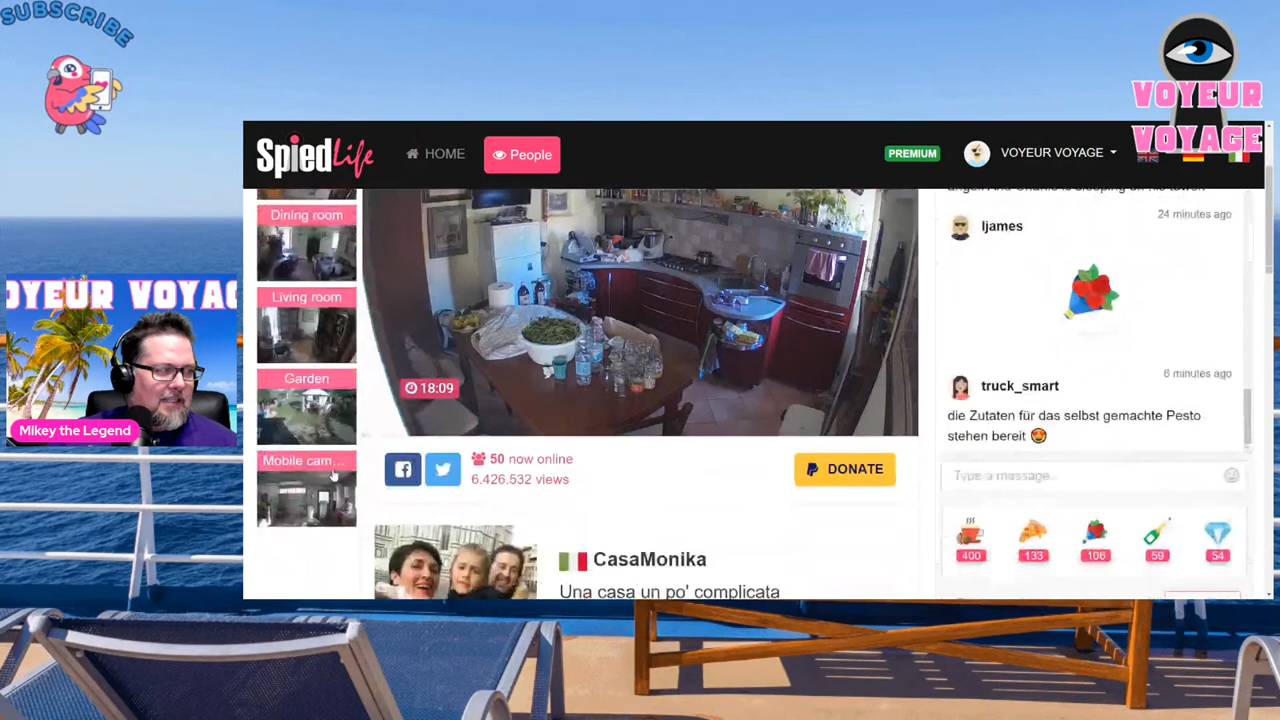 SUBSCRIBE
VOYEUR
VOYAGE
SpiedLife
HOME
People
PREMIUM
VOYEUR VOYAGE
Dining room
Living room
Garden
Mobile cam...
18:09
50 now online
6.426.532 views
DONATE
CasaMonika
Una casa un po' complicata
24 minutes ago
ljames
6 minutes ago
truck_smart
die Zutaten für das selbst gemachte Pesto
stehen bereit
Type a message
400
133
106
59
54
OYEUR VOYAG
Mikey the Legend